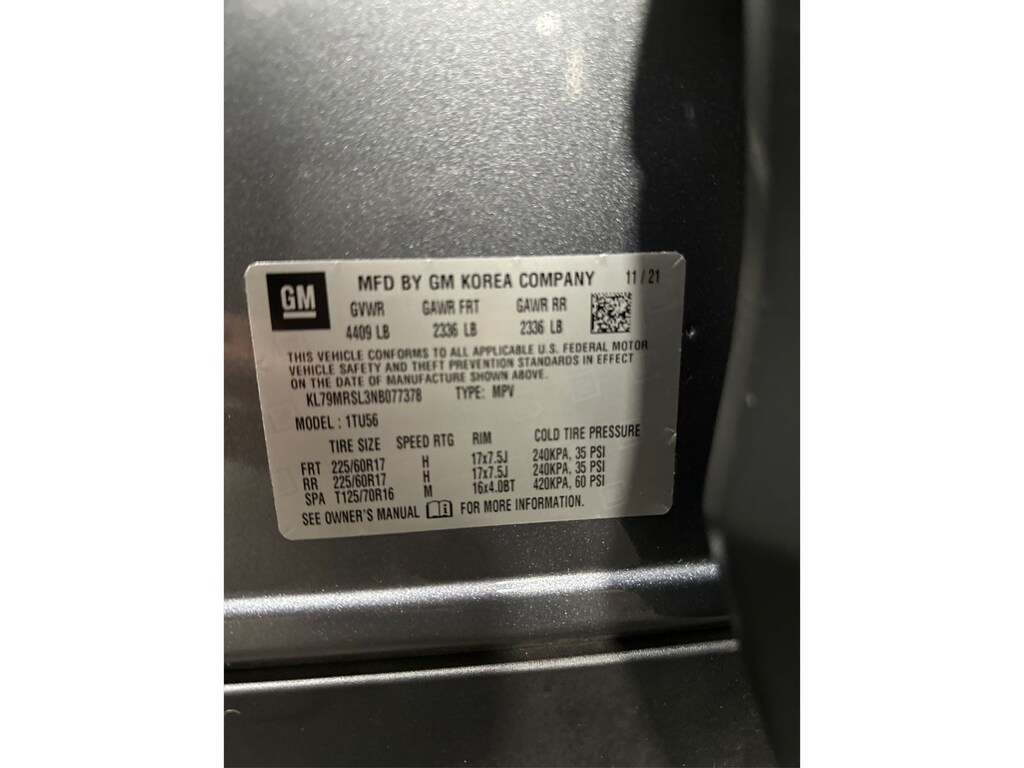 GM
MFD BY GM KOREA COMPANY 11 / 21
GVWR GAWR FRT GAWR RR
4409 LB 2336 LB 2336 LB
THIS VEHICLE CONFORMS TO ALL APPLICABLE U.S. FEDERAL MOTOR
VEHICLE SAFETY AND THEFT PREVENTION STANDARDS IN EFFECT
ON THE DATE OF MANUFACTURE SHOWN ABOVE.
KL79MRSL3NB077378 TYPE: MPV
MODEL : 1TU56
TIRE SIZE SPEED RTG RIM COLD TIRE PRESSURE
FRT 225/60R17 H 17x7.5J 240KPA, 35 PSI
RR 225/60R17 H 17x7.5J 240KPA, 35 PSI
SPA T125/70R16 M 16x4.0BT 420KPA, 60 PSI
SEE OWNER'S MANUAL FOR MORE INFORMATION.